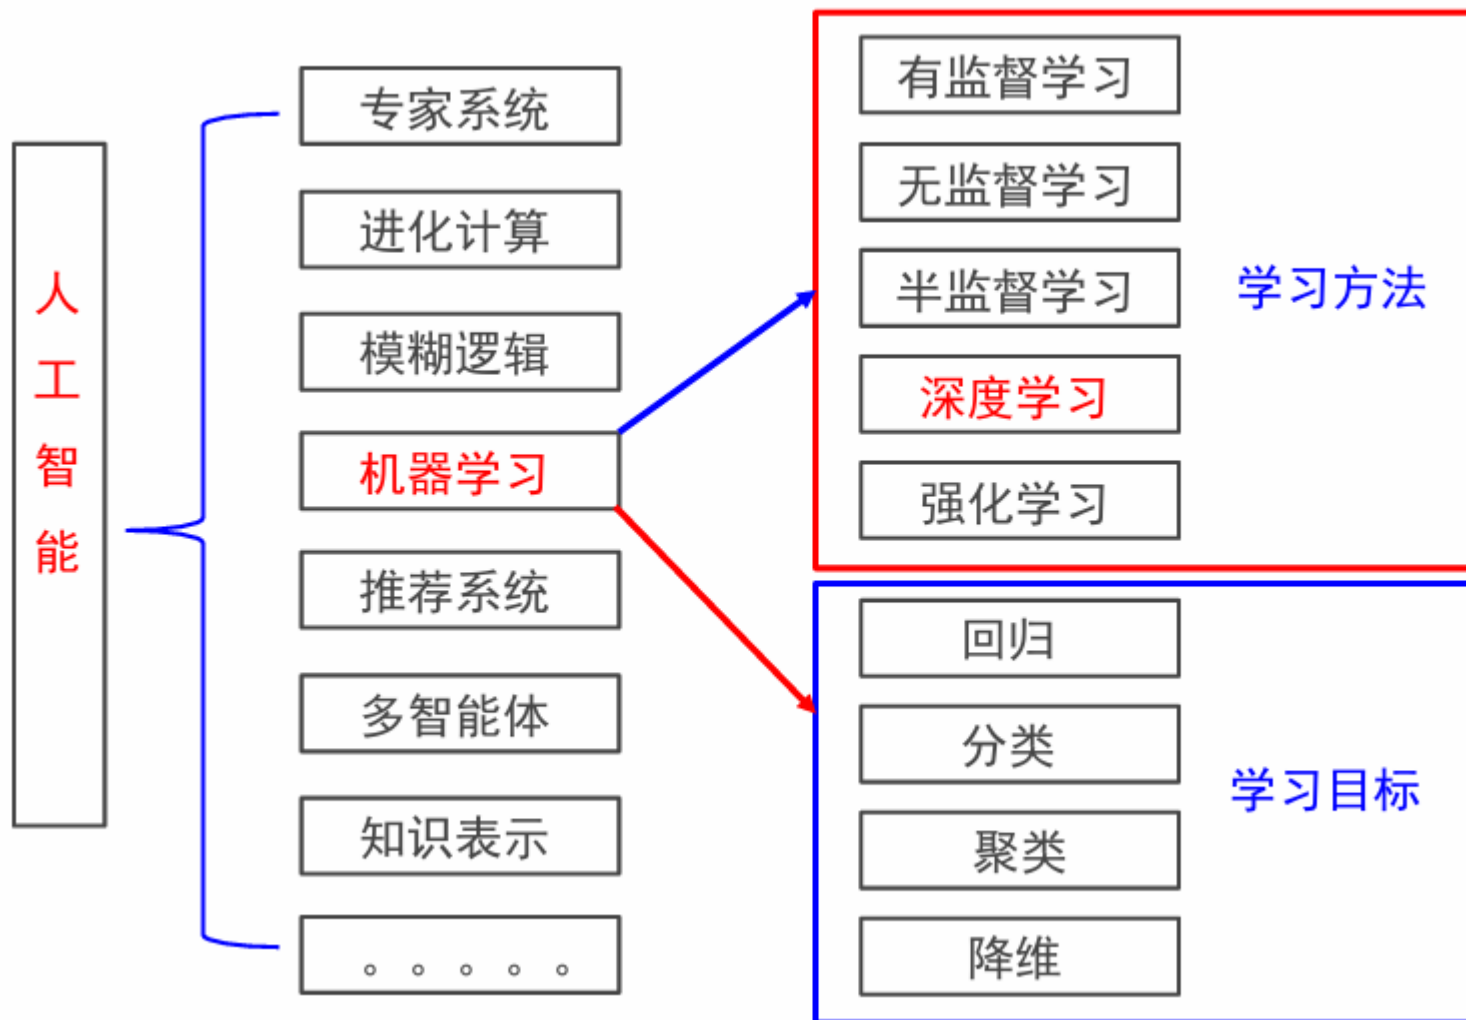 人工智能
专家系统
进化计算
模糊逻辑
机器学习
推荐系统
多智能体
知识表示
。。。。。
有监督学习
无监督学习
半监督学习
深度学习
强化学习
学习方法
回归
分类
聚类
降维
学习目标